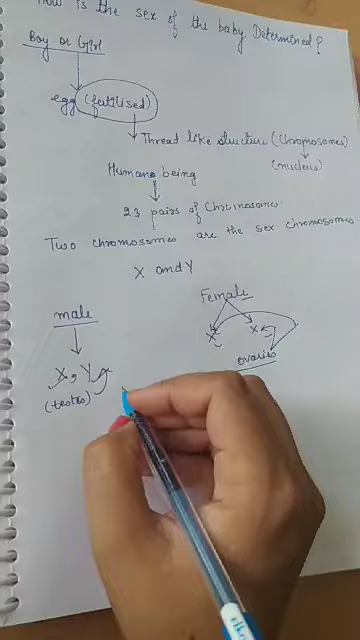 How is the sex of the baby Determined?
Boy or Girl
egg (fertilised)
Thread like structure (Chromosomes)
(nucleus)
Human being
23 pairs of Chromosomes.
Two chromosomes are the sex chromosomes
X and Y
Female
male
X X
ovaries
X, Y
(testes)